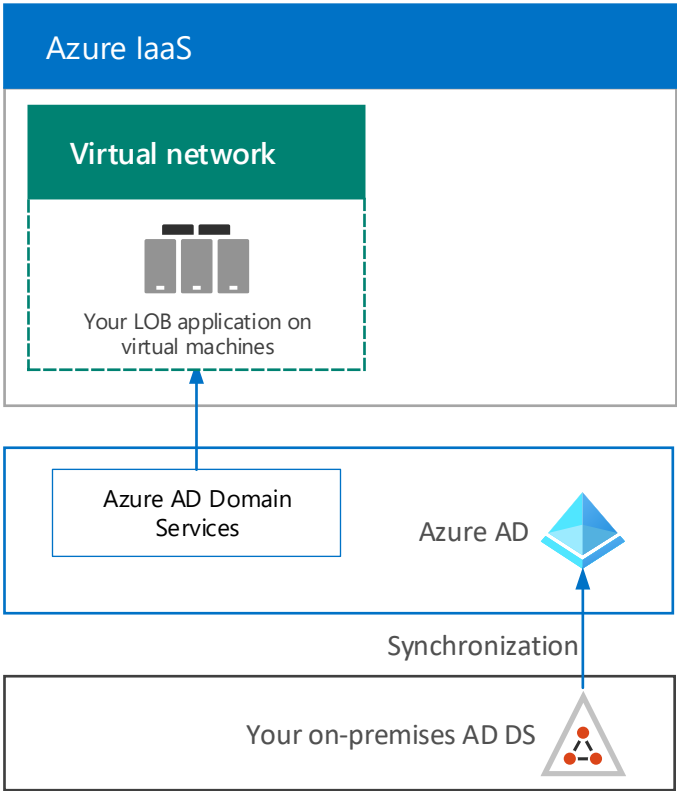 Azure IaaS
Virtual network
Your LOB application on
virtual machines
Azure AD Domain
Services
Azure AD
Synchronization
Your on-premises AD DS